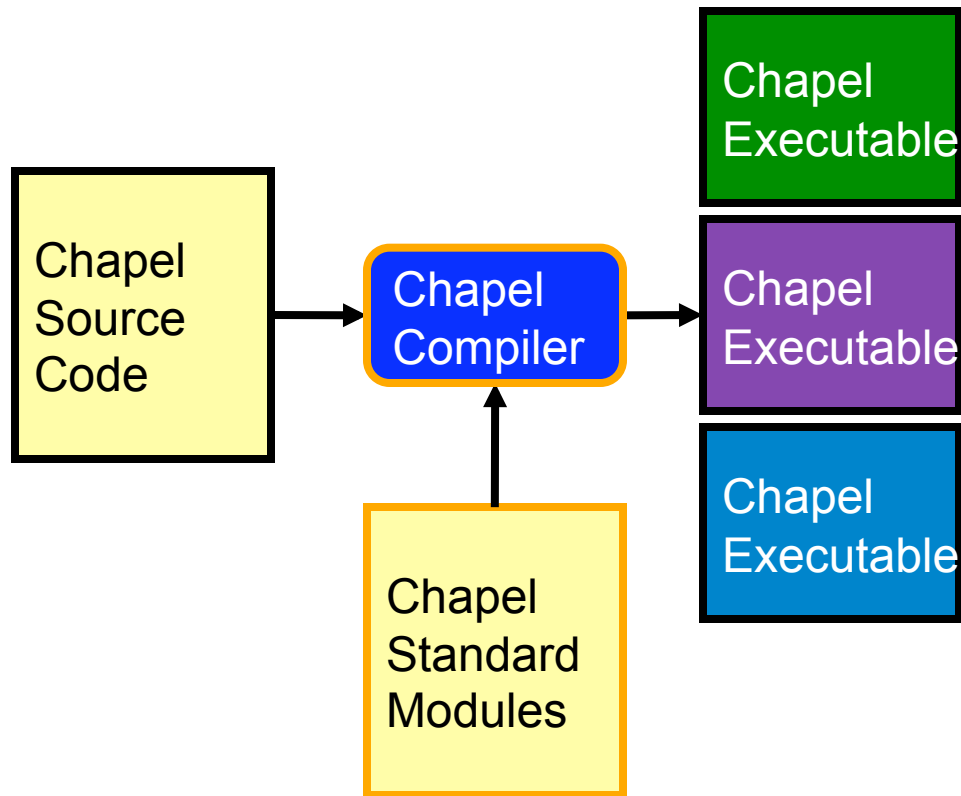 Chapel
Source
Code
Chapel
Compiler
Chapel
Standard
Modules
Chapel
Executable
Chapel
Executable
Chapel
Executable